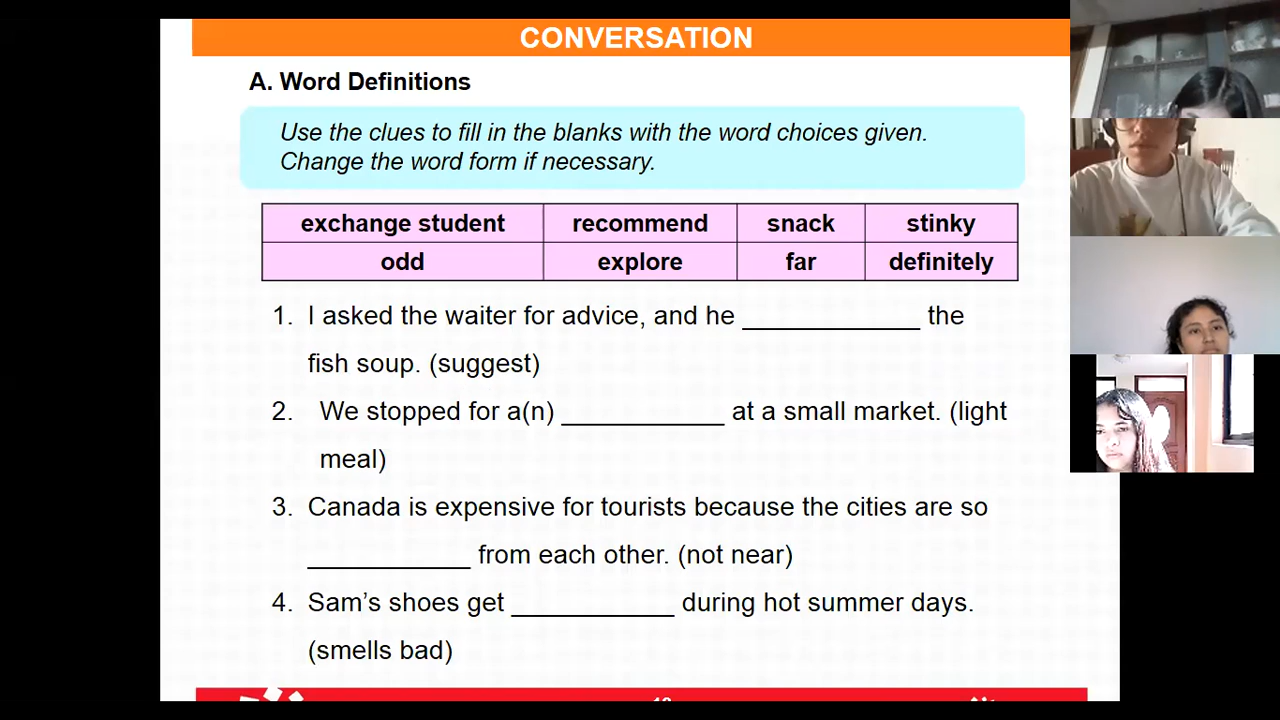 CONVERSATION
A. Word Definitions
Use the clues to fill in the blanks with the word choices given.
Change the word form if necessary.
exchange student recommend snack stinky
odd explore far definitely
1. I asked the waiter for advice, and he ____________ the
fish soup. (suggest)
2. We stopped for a(n) ___________ at a small market. (light
meal)
3. Canada is expensive for tourists because the cities are so
___________ from each other. (not near)
4. Sam’s shoes get ___________ during hot summer days.
(smells bad)